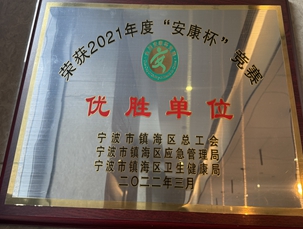 荣获2021年度“安康杯”竞赛
优胜单位
宁波市镇海区总工会
宁波市镇海区应急管理局
宁波市镇海区卫生健康局
二〇二二年三月